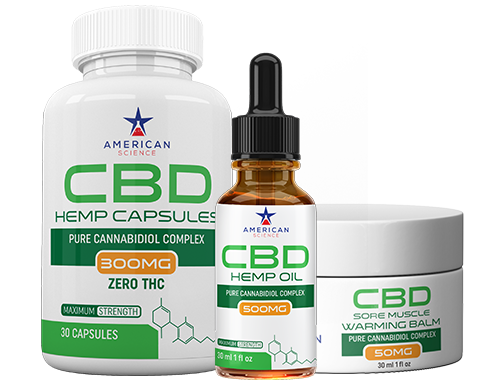 AMERICAN
SCIENCE
CBD
HEMP CAPSULES
PURE CANNABIDIOL COMPLEX
300MG
ZERO THC
MAXIMUM STRENGTH
30 CAPSULES
AMERICAN
SCIENCE
CBD
HEMP OIL
PURE CANNABIDIOL COMPLEX
500MG
MAXIMUM STRENGTH
30 ml 1 fl oz
CBD
SORE MUSCLE
WARMING BALM
PURE CANNABIDIOL COMPLEX
50MG
30 ml 1 fl oz